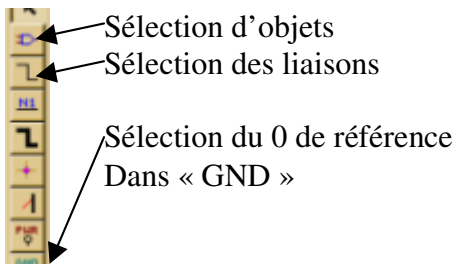 Sélection d’objets
Sélection des liaisons
N1
Sélection du 0 de référence
Dans « GND »
PWR
GND